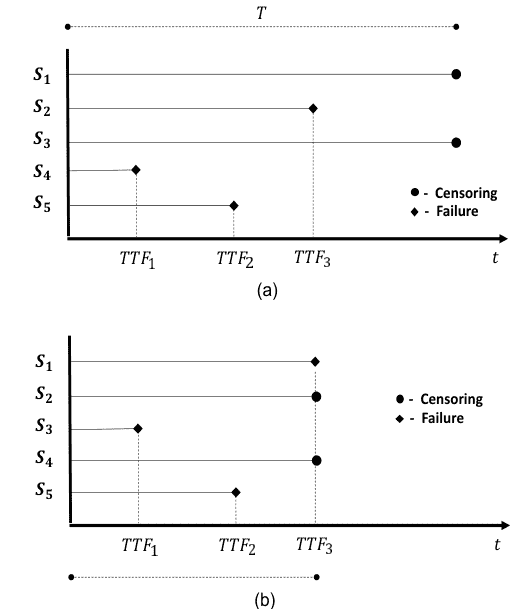 T
S₁
S₂
S₃
S₄
S₅
● - Censoring
◆ - Failure
TTF₁ TTF₂ TTF₃ t
(a)
S₁
S₂
S₃
S₄
S₅
● - Censoring
◆ - Failure
TTF₁ TTF₂ TTF₃ t
(b)